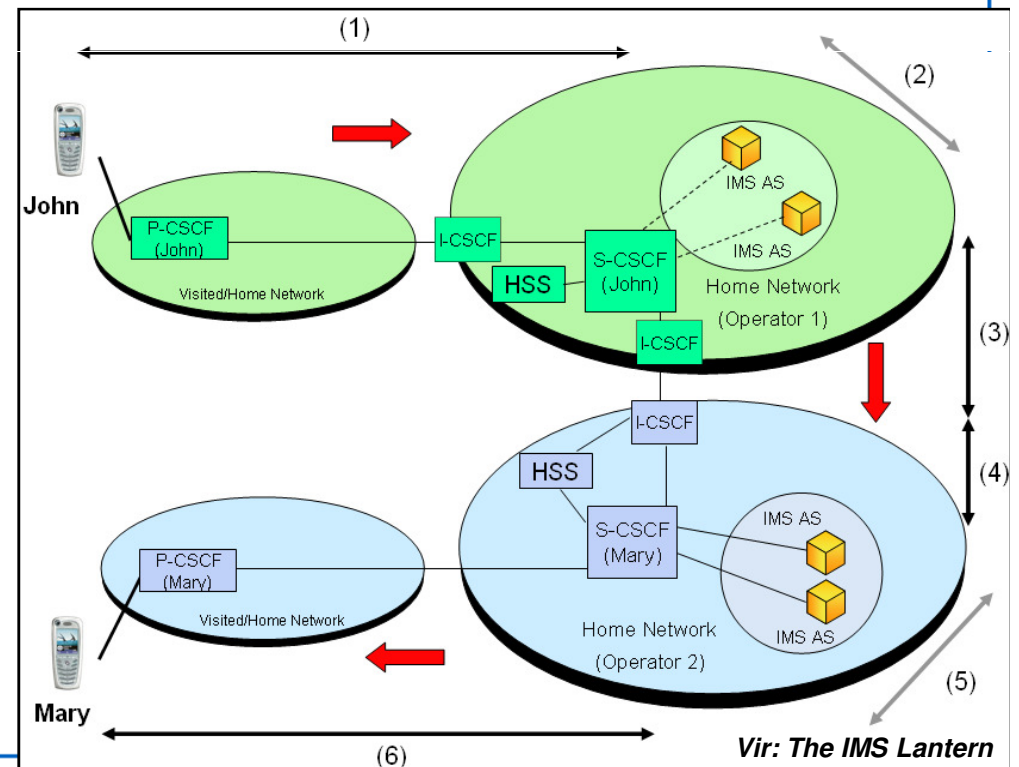 (1)
(2)
John
P-CSCF
(John)
Visited/Home Network
I-CSCF
HSS
S-CSCF
(John)
IMS AS
IMS AS
Home Network
(Operator 1)
I-CSCF
(3)
I-CSCF
(4)
HSS
S-CSCF
(Mary)
IMS AS
IMS AS
P-CSCF
(Mary)
Visited/Home Network
Home Network
(Operator 2)
(5)
Mary
(6)
Vir: The IMS Lantern